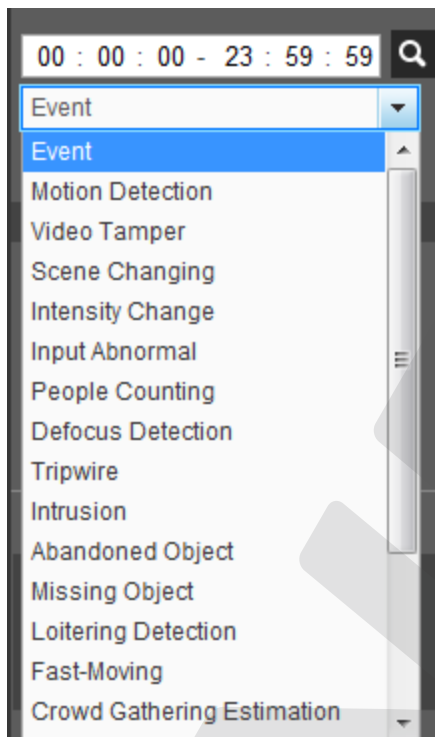 00 : 00 : 00 - 23 : 59 : 59
Event
Event
Motion Detection
Video Tamper
Scene Changing
Intensity Change
Input Abnormal
People Counting
Defocus Detection
Tripwire
Intrusion
Abandoned Object
Missing Object
Loitering Detection
Fast-Moving
Crowd Gathering Estimation